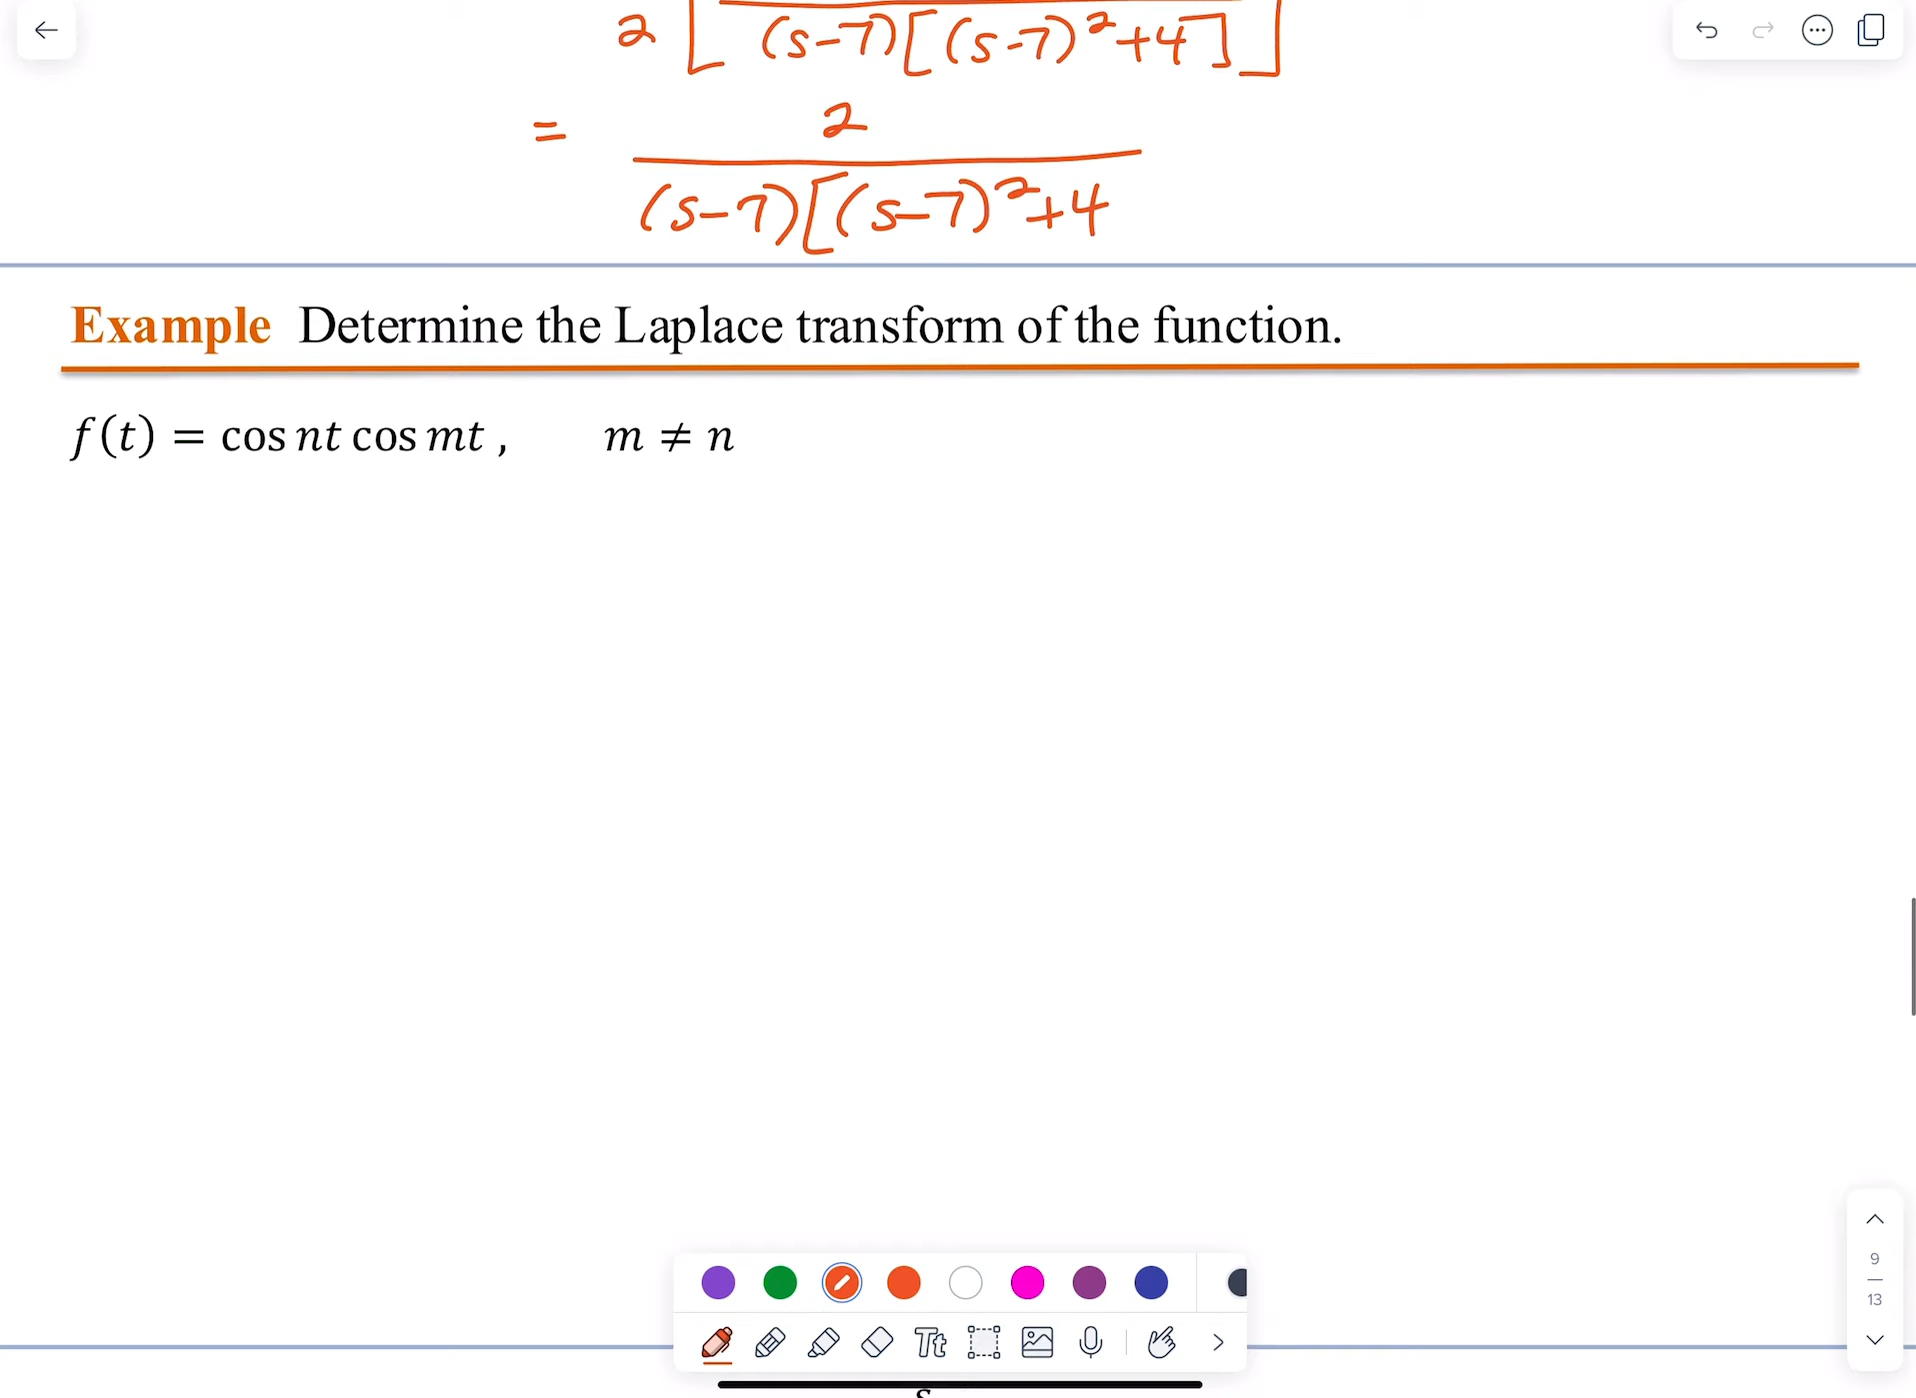 2 [ (s-7)[(s-7)²+4] ]
= 2
(s-7)[(s-7)²+4
Example Determine the Laplace transform of the function.
f(t) = cos nt cos mt , m ≠ n
9
13
Tt